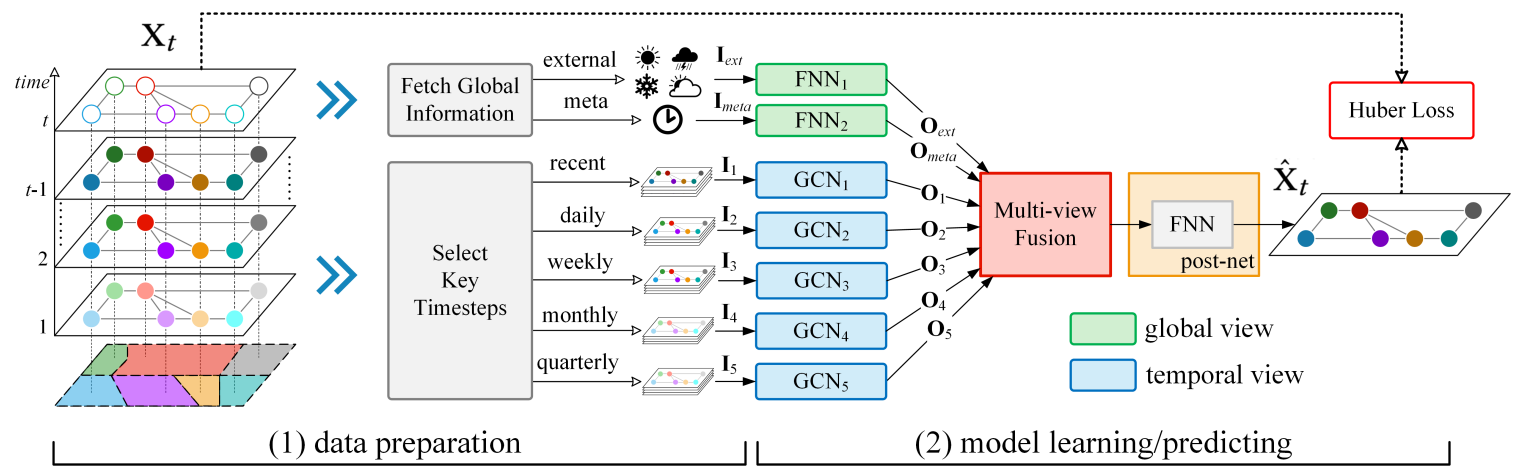 X_t
time
t
t-1
2
1
Fetch Global
Information
Select
Key
Timesteps
external
meta
recent
daily
weekly
monthly
quarterly
I_ext
I_meta
I_1
I_2
I_3
I_4
I_5
FNN_1
FNN_2
GCN_1
GCN_2
GCN_3
GCN_4
GCN_5
O_ext
O_meta
O_1
O_2
O_3
O_4
O_5
Multi-view
Fusion
FNN
post-net
Huber Loss
X̂_t
global view
temporal view
(1) data preparation
(2) model learning/predicting